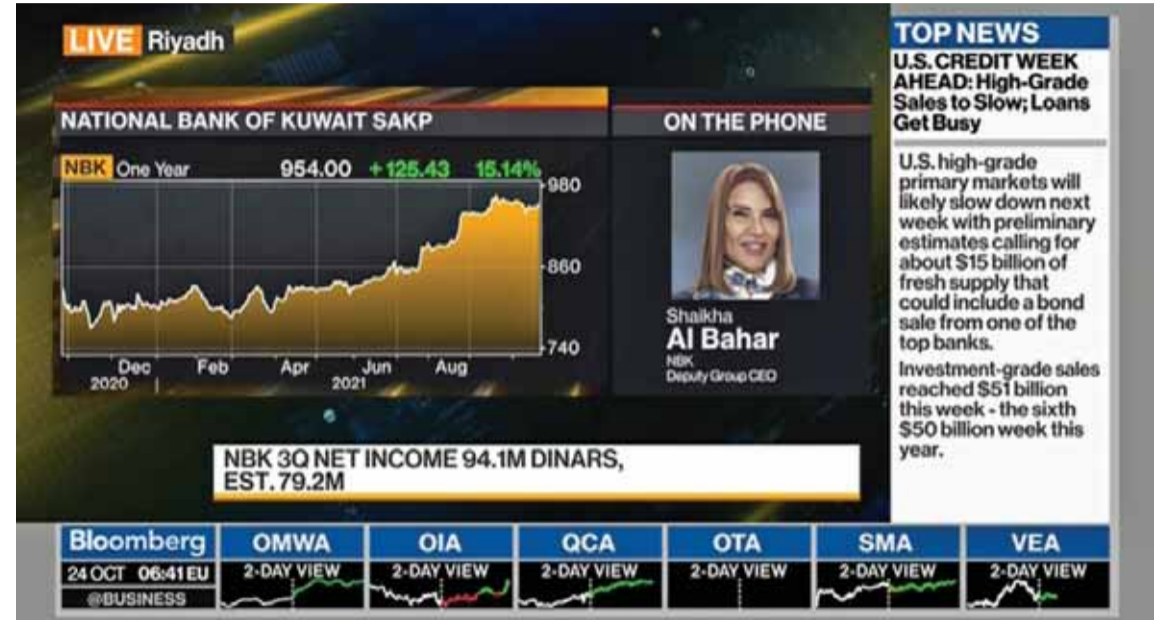 LIVE Riyadh
NATIONAL BANK OF KUWAIT SAKP
NBK One Year 954.00 +125.43 15.14%
980
860
740
Dec Feb Apr Jun Aug
2020 2021
ON THE PHONE
Shaikha
Al Bahar
NBK
Deputy Group CEO
NBK 3Q NET INCOME 94.1M DINARS,
EST. 79.2M
TOP NEWS
U.S. CREDIT WEEK
AHEAD: High-Grade
Sales to Slow; Loans
Get Busy
U.S. high-grade
primary markets will
likely slow down next
week with preliminary
estimates calling for
about $15 billion of
fresh supply that
could include a bond
sale from one of the
top banks.
Investment-grade sales
reached $51 billion
this week - the sixth
$50 billion week this
year.
Bloomberg
24 OCT 06:41 EU
@BUSINESS
OMWA OIA QCA OTA SMA VEA
2-DAY VIEW 2-DAY VIEW 2-DAY VIEW 2-DAY VIEW 2-DAY VIEW 2-DAY VIEW